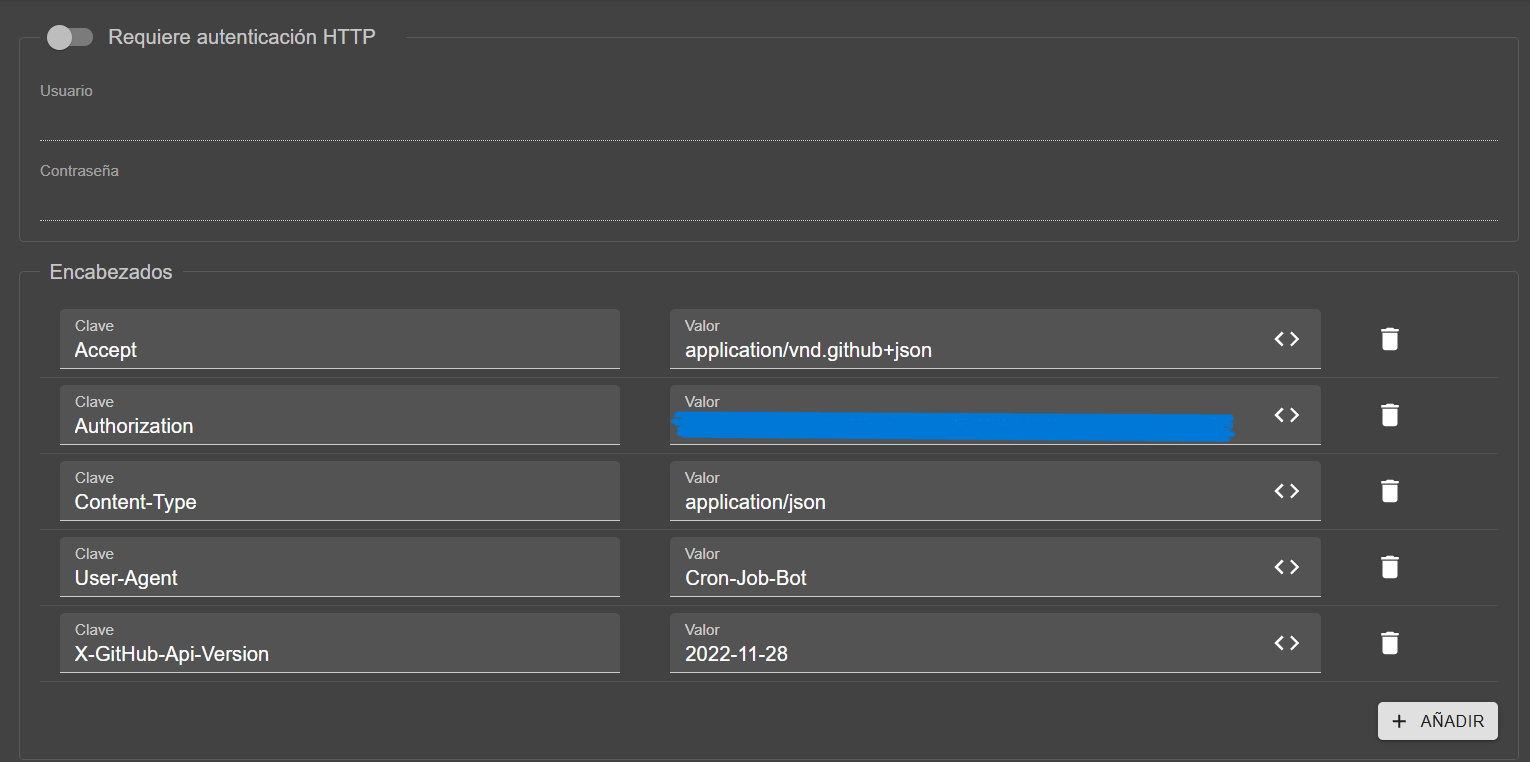 Requiere autenticación HTTP
Usuario
Contraseña
Encabezados
Clave
Accept
Valor
application/vnd.github+json
Clave
Authorization
Valor
Clave
Content-Type
Valor
application/json
Clave
User-Agent
Valor
Cron-Job-Bot
Clave
X-GitHub-Api-Version
Valor
2022-11-28
+ AÑADIR